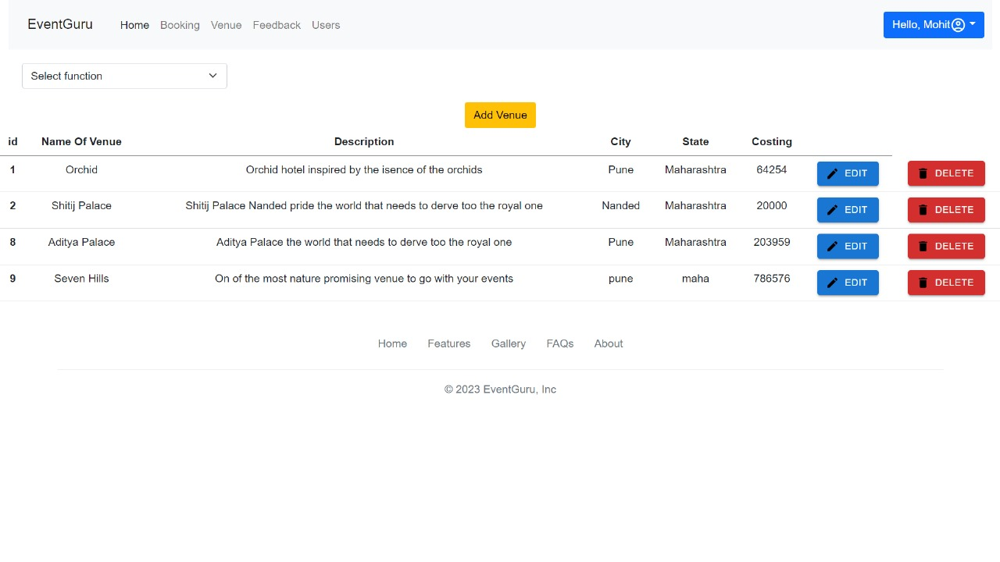 EventGuru Home Booking Venue Feedback Users Hello, Mohit
Select function
Add Venue
id Name Of Venue Description City State Costing
1 Orchid Orchid hotel inspired by the isence of the orchids Pune Maharashtra 64254 EDIT DELETE
2 Shitij Palace Shitij Palace Nanded pride the world that needs to derve too the royal one Nanded Maharashtra 20000 EDIT DELETE
8 Aditya Palace Aditya Palace the world that needs to derve too the royal one Pune Maharashtra 203959 EDIT DELETE
9 Seven Hills On of the most nature promising venue to go with your events pune maha 786576 EDIT DELETE
Home Features Gallery FAQs About
© 2023 EventGuru, Inc